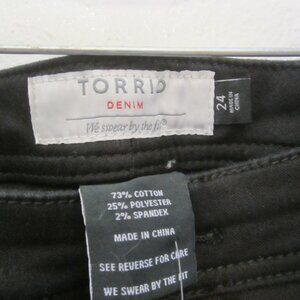 TORRID
DENIM
We swear by the fit®
24
MADE IN
CHINA
73% COTTON
25% POLYESTER
2% SPANDEX
MADE IN CHINA
SEE REVERSE FOR CARE
WE SWEAR BY THE FIT